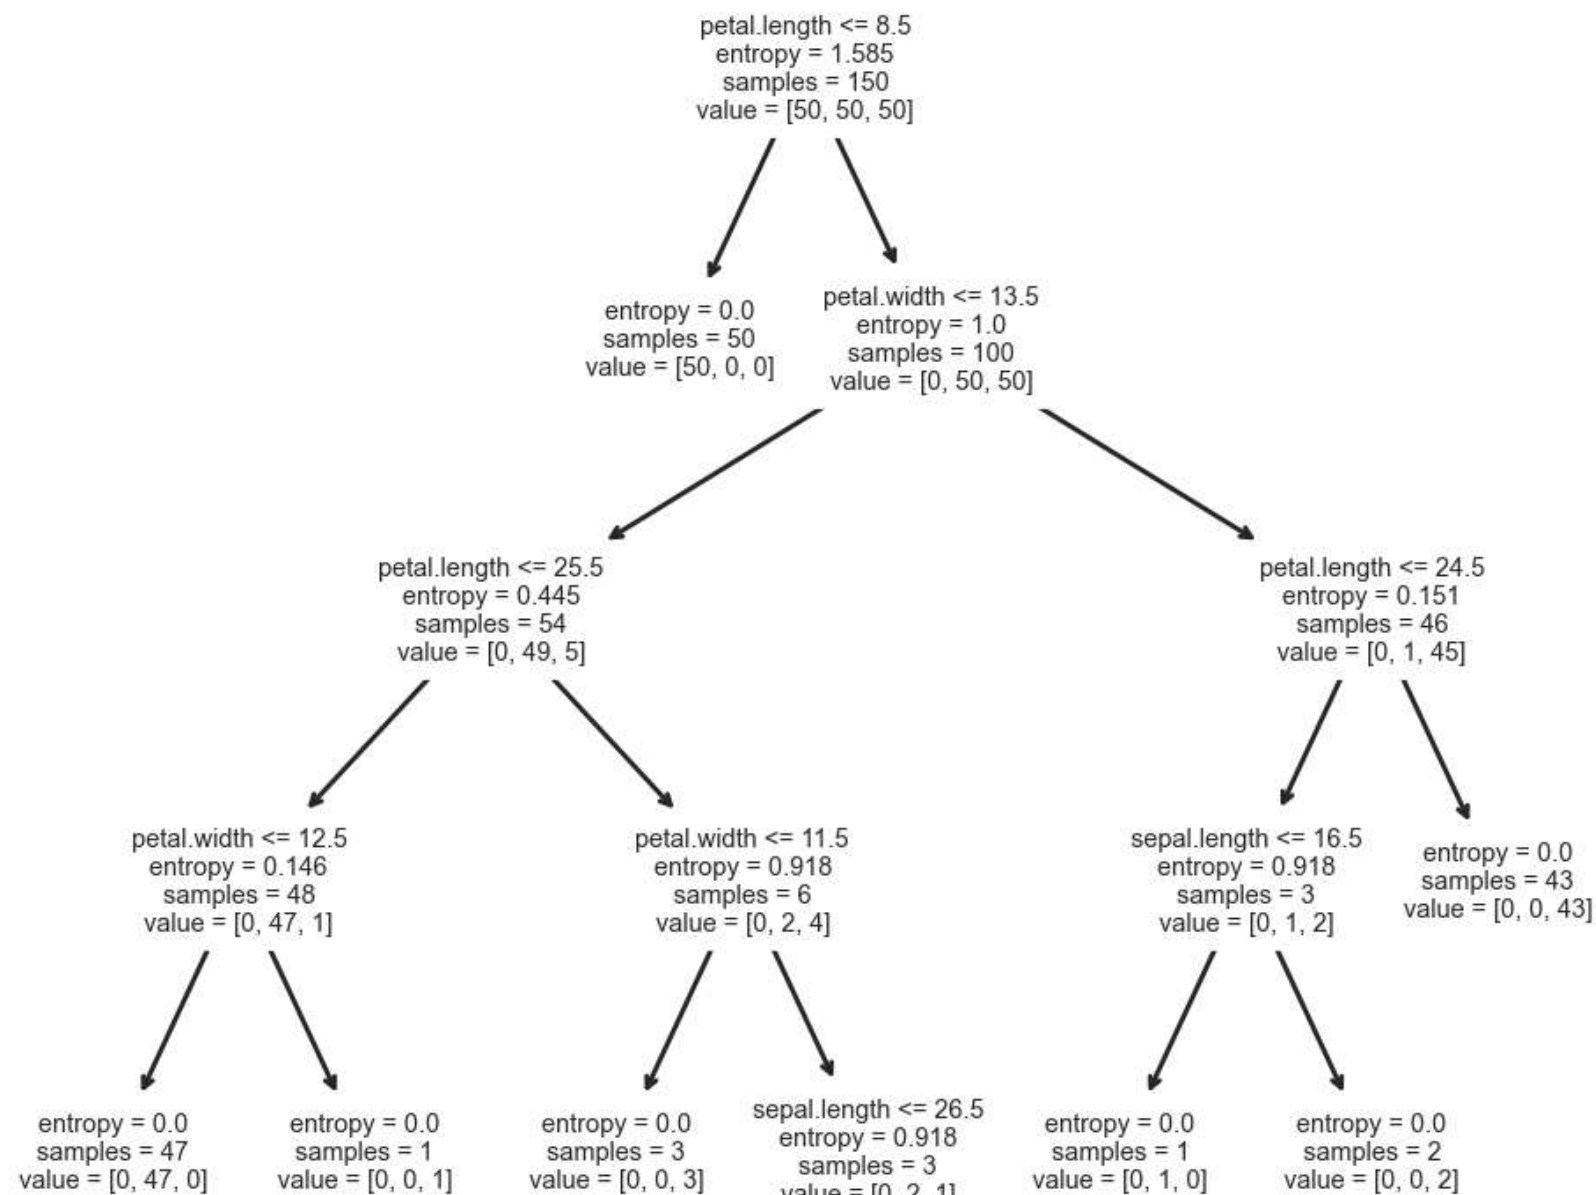 petal.length <= 8.5
entropy = 1.585
samples = 150
value = [50, 50, 50]
entropy = 0.0
samples = 50
value = [50, 0, 0]
petal.width <= 13.5
entropy = 1.0
samples = 100
value = [0, 50, 50]
petal.length <= 25.5
entropy = 0.445
samples = 54
value = [0, 49, 5]
petal.length <= 24.5
entropy = 0.151
samples = 46
value = [0, 1, 45]
petal.width <= 12.5
entropy = 0.146
samples = 48
value = [0, 47, 1]
petal.width <= 11.5
entropy = 0.918
samples = 6
value = [0, 2, 4]
sepal.length <= 16.5
entropy = 0.918
samples = 3
value = [0, 1, 2]
entropy = 0.0
samples = 43
value = [0, 0, 43]
entropy = 0.0
samples = 47
value = [0, 47, 0]
entropy = 0.0
samples = 1
value = [0, 0, 1]
entropy = 0.0
samples = 3
value = [0, 0, 3]
sepal.length <= 26.5
entropy = 0.918
samples = 3
value = [0, 2, 1]
entropy = 0.0
samples = 1
value = [0, 1, 0]
entropy = 0.0
samples = 2
value = [0, 0, 2]